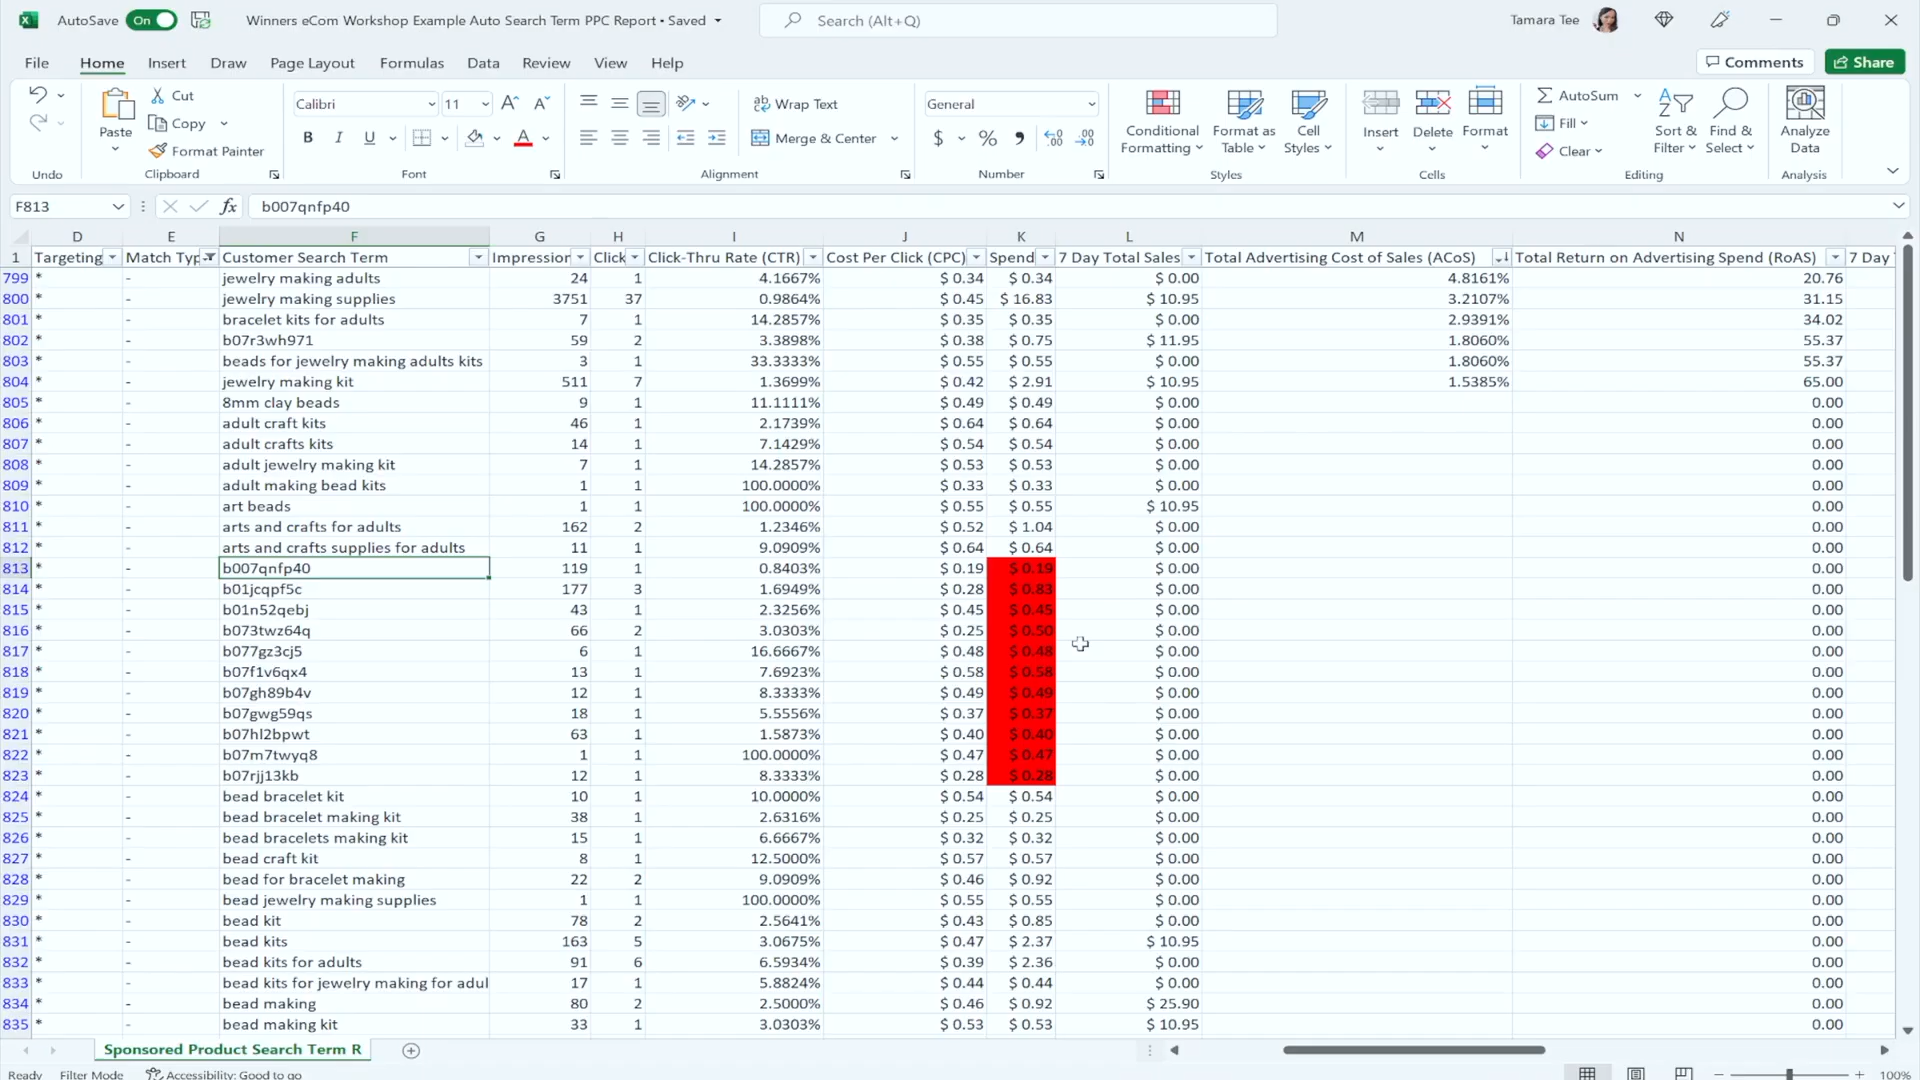 AutoSave On Winners eCom Workshop Example Auto Search Term PPC Report • Saved Search (Alt+Q) Tamara Tee
File Home Insert Draw Page Layout Formulas Data Review View Help Comments Share
Paste Cut Copy Format Painter Calibri 11 Wrap Text Merge & Center General Conditional Formatting Format as Table Cell Styles Insert Delete Format AutoSum Fill Clear Sort & Filter Find & Select Analyze Data
Undo Clipboard Font Alignment Number Styles Cells Editing Analysis
F813 fx b007qnfp40
D E F G H I J K L M N
1 Targeting Match Typ Customer Search Term Impression Click Click-Thru Rate (CTR) Cost Per Click (CPC) Spend 7 Day Total Sales Total Advertising Cost of Sales (ACoS) Total Return on Advertising Spend (RoAS) 7 Day
799 * - jewelry making adults 24 1 4.1667% $ 0.34 $ 0.34 $ 0.00 4.8161% 20.76
800 * - jewelry making supplies 3751 37 0.9864% $ 0.45 $ 16.83 $ 10.95 3.2107% 31.15
801 * - bracelet kits for adults 7 1 14.2857% $ 0.35 $ 0.35 $ 0.00 2.9391% 34.02
802 * - b07r3wh971 59 2 3.3898% $ 0.38 $ 0.75 $ 11.95 1.8060% 55.37
803 * - beads for jewelry making adults kits 3 1 33.3333% $ 0.55 $ 0.55 $ 0.00 1.8060% 55.37
804 * - jewelry making kit 511 7 1.3699% $ 0.42 $ 2.91 $ 10.95 1.5385% 65.00
805 * - 8mm clay beads 9 1 11.1111% $ 0.49 $ 0.49 $ 0.00 0.00
806 * - adult craft kits 46 1 2.1739% $ 0.64 $ 0.64 $ 0.00 0.00
807 * - adult crafts kits 14 1 7.1429% $ 0.54 $ 0.54 $ 0.00 0.00
808 * - adult jewelry making kit 7 1 14.2857% $ 0.53 $ 0.53 $ 0.00 0.00
809 * - adult making bead kits 1 1 100.0000% $ 0.33 $ 0.33 $ 0.00 0.00
810 * - art beads 1 1 100.0000% $ 0.55 $ 0.55 $ 10.95 0.00
811 * - arts and crafts for adults 162 2 1.2346% $ 0.52 $ 1.04 $ 0.00 0.00
812 * - arts and crafts supplies for adults 11 1 9.0909% $ 0.64 $ 0.64 $ 0.00 0.00
813 * - b007qnfp40 119 1 0.8403% $ 0.19 $ 0.19 $ 0.00 0.00
814 * - b01jcqpf5c 177 3 1.6949% $ 0.28 $ 0.83 $ 0.00 0.00
815 * - b01n52qebj 43 1 2.3256% $ 0.45 $ 0.45 $ 0.00 0.00
816 * - b073twz64q 66 2 3.0303% $ 0.25 $ 0.50 $ 0.00 0.00
817 * - b077gz3cj5 6 1 16.6667% $ 0.48 $ 0.48 $ 0.00 0.00
818 * - b07f1v6qx4 13 1 7.6923% $ 0.58 $ 0.58 $ 0.00 0.00
819 * - b07gh89b4v 12 1 8.3333% $ 0.49 $ 0.49 $ 0.00 0.00
820 * - b07gwg59qs 18 1 5.5556% $ 0.37 $ 0.37 $ 0.00 0.00
821 * - b07hl2bpwt 63 1 1.5873% $ 0.40 $ 0.40 $ 0.00 0.00
822 * - b07m7twyq8 1 1 100.0000% $ 0.47 $ 0.47 $ 0.00 0.00
823 * - b07rjj13kb 12 1 8.3333% $ 0.28 $ 0.28 $ 0.00 0.00
824 * - bead bracelet kit 10 1 10.0000% $ 0.54 $ 0.54 $ 0.00 0.00
825 * - bead bracelet making kit 38 1 2.6316% $ 0.25 $ 0.25 $ 0.00 0.00
826 * - bead bracelets making kit 15 1 6.6667% $ 0.32 $ 0.32 $ 0.00 0.00
827 * - bead craft kit 8 1 12.5000% $ 0.57 $ 0.57 $ 0.00 0.00
828 * - bead for bracelet making 22 2 9.0909% $ 0.46 $ 0.92 $ 0.00 0.00
829 * - bead jewelry making supplies 1 1 100.0000% $ 0.55 $ 0.55 $ 0.00 0.00
830 * - bead kit 78 2 2.5641% $ 0.43 $ 0.85 $ 0.00 0.00
831 * - bead kits 163 5 3.0675% $ 0.47 $ 2.37 $ 10.95 0.00
832 * - bead kits for adults 91 6 6.5934% $ 0.39 $ 2.36 $ 0.00 0.00
833 * - bead kits for jewelry making for adul 17 1 5.8824% $ 0.44 $ 0.44 $ 0.00 0.00
834 * - bead making 80 2 2.5000% $ 0.46 $ 0.92 $ 25.90 0.00
835 * - bead making kit 33 1 3.0303% $ 0.53 $ 0.53 $ 10.95 0.00
Sponsored Product Search Term R
Ready Filter Mode Accessibility: Good to go 100%